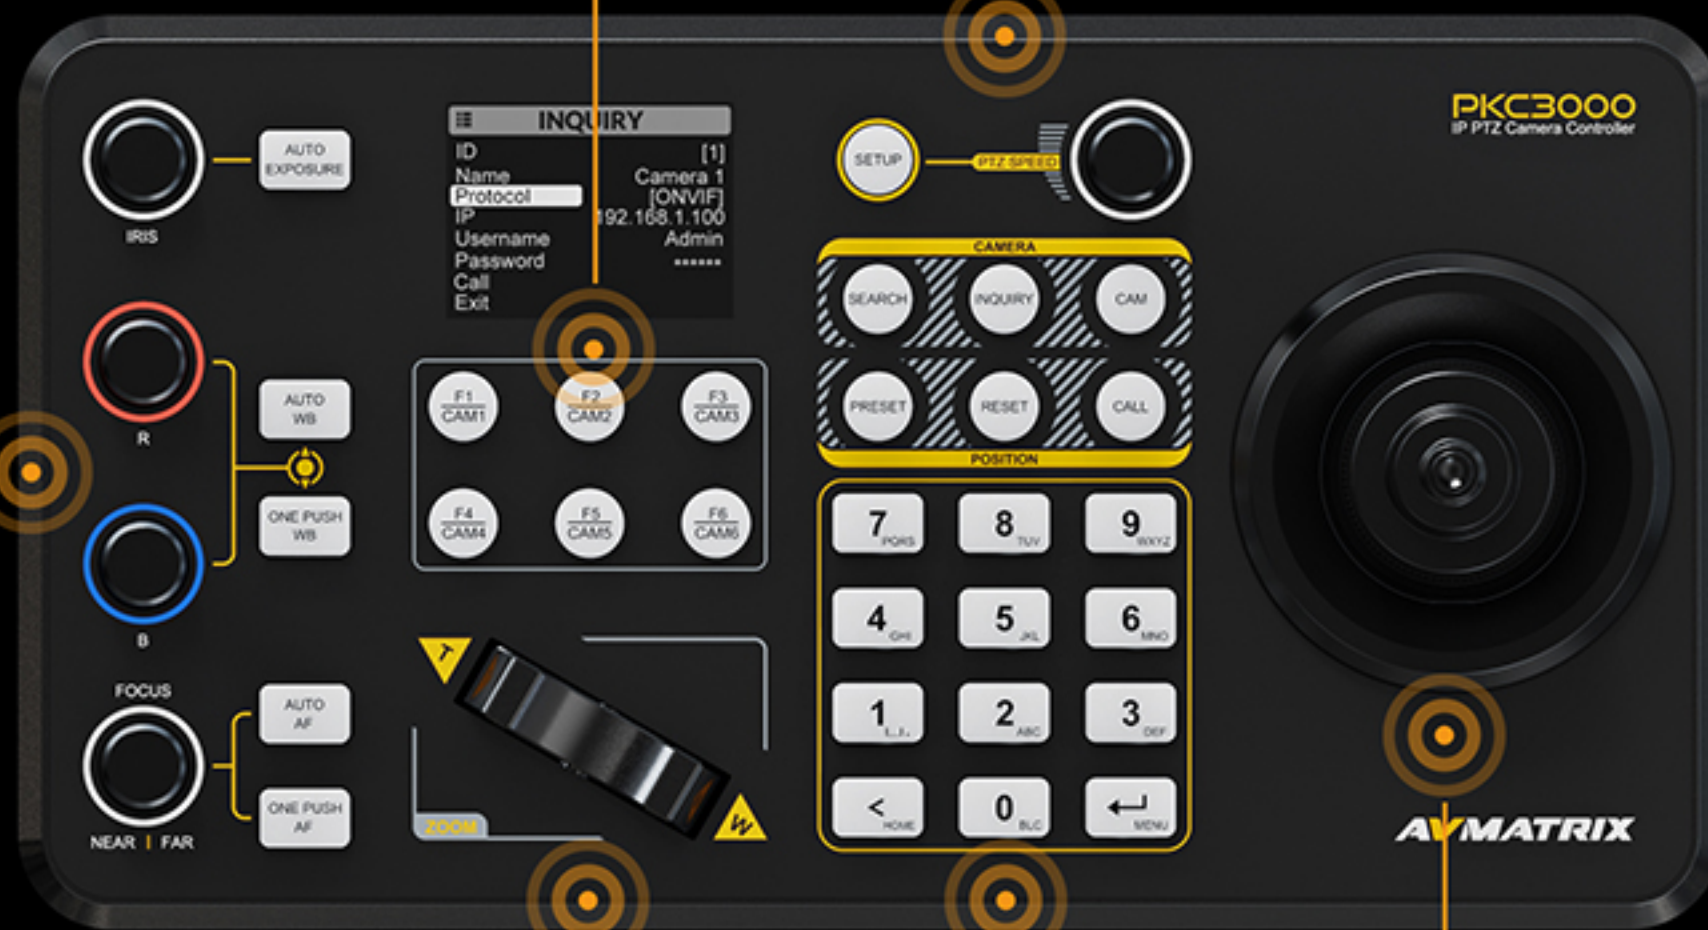 PKC3000
IP PTZ Camera Controller
IRIS
AUTO
EXPOSURE
INQUIRY
ID [1]
Name Camera 1
Protocol [ONVIF]
IP 192.168.1.100
Username Admin
Password ••••••
Call
Exit
SETUP
PTZ SPEED
CAMERA
SEARCH
INQUIRY
CAM
PRESET
RESET
CALL
POSITION
R
AUTO
WB
ONE PUSH
WB
B
F1
CAM1
F2
CAM2
F3
CAM3
F4
CAM4
F5
CAM5
F6
CAM6
FOCUS
NEAR | FAR
AUTO
AF
ONE PUSH
AF
T
W
ZOOM
7 PQRS
8 TUV
9 WXYZ
4 GHI
5 JKL
6 MNO
1
2 ABC
3 DEF
< HOME
0 BLC
MENU
AVMATRIX